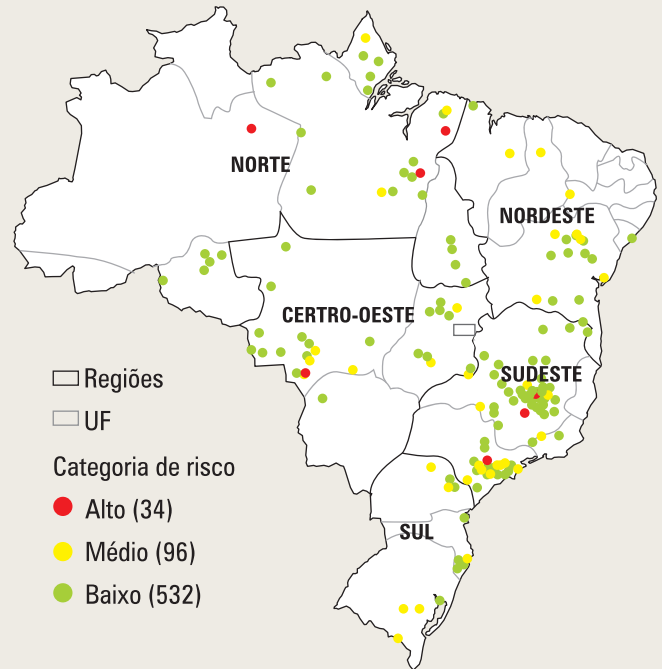 NORTE
NORDESTE
CERTRO-OESTE
SUDESTE
SUL
Regiões
UF
Categoria de risco
Alto (34)
Médio (96)
Baixo (532)